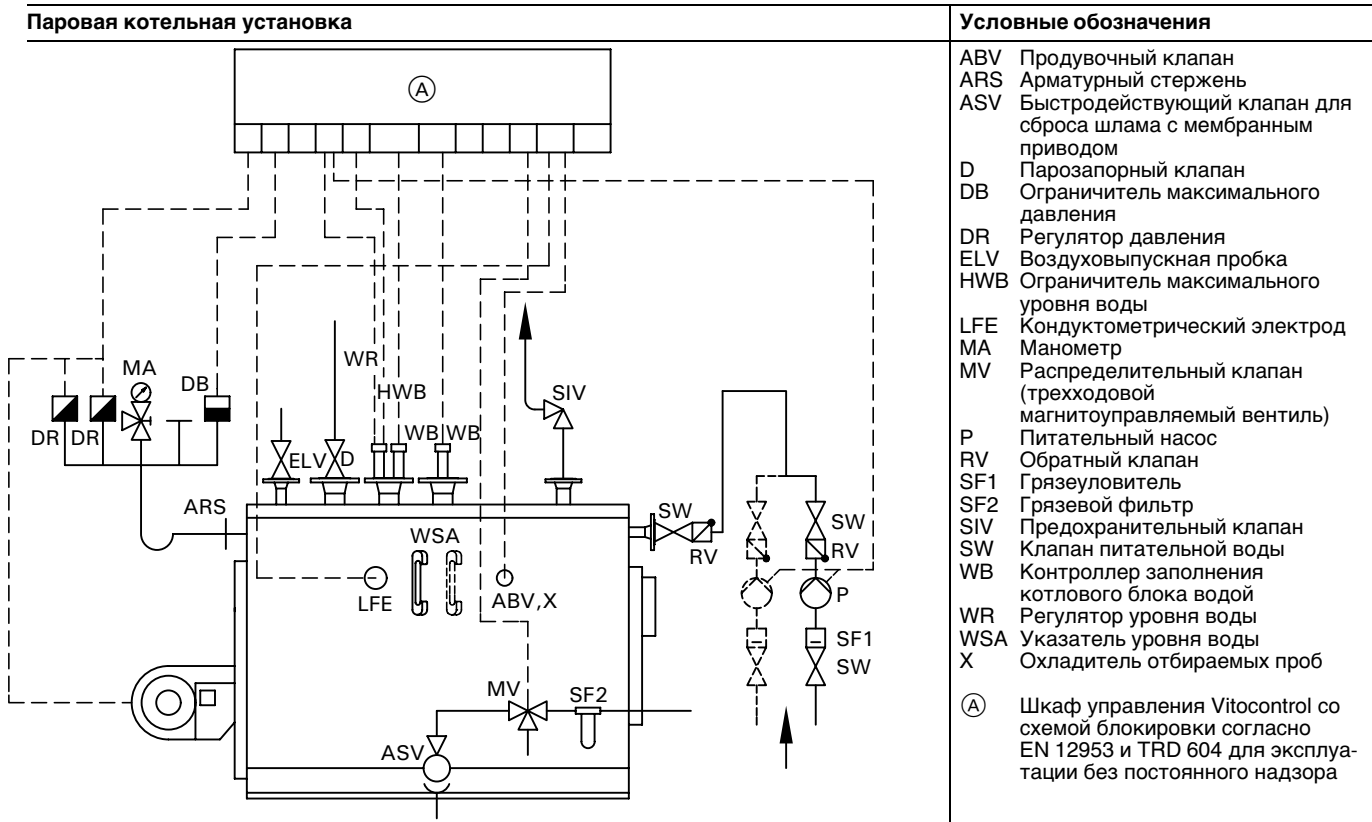 Паровая котельная установка
Условные обозначения
A
MA
DB
DR
DR
ARS
WR
HWB
WB
WB
ELV
D
SIV
SW
RV
SW
RV
P
SF1
SW
WSA
LFE
ABV,X
MV
SF2
ASV
ABV Продувочный клапан
ARS Арматурный стержень
ASV Быстродействующий клапан для
сброса шлама с мембранным
приводом
D Парозапорный клапан
DB Ограничитель максимального
давления
DR Регулятор давления
ELV Воздуховыпускная пробка
HWB Ограничитель максимального
уровня воды
LFE Кондуктометрический электрод
MA Манометр
MV Распределительный клапан
(трехходовой
магнитоуправляемый вентиль)
P Питательный насос
RV Обратный клапан
SF1 Грязеуловитель
SF2 Грязевой фильтр
SIV Предохранительный клапан
SW Клапан питательной воды
WB Контроллер заполнения
котлового блока водой
WR Регулятор уровня воды
WSA Указатель уровня воды
X Охладитель отбираемых проб
A Шкаф управления Vitocontrol со
схемой блокировки согласно
EN 12953 и TRD 604 для эксплуа-
тации без постоянного надзора